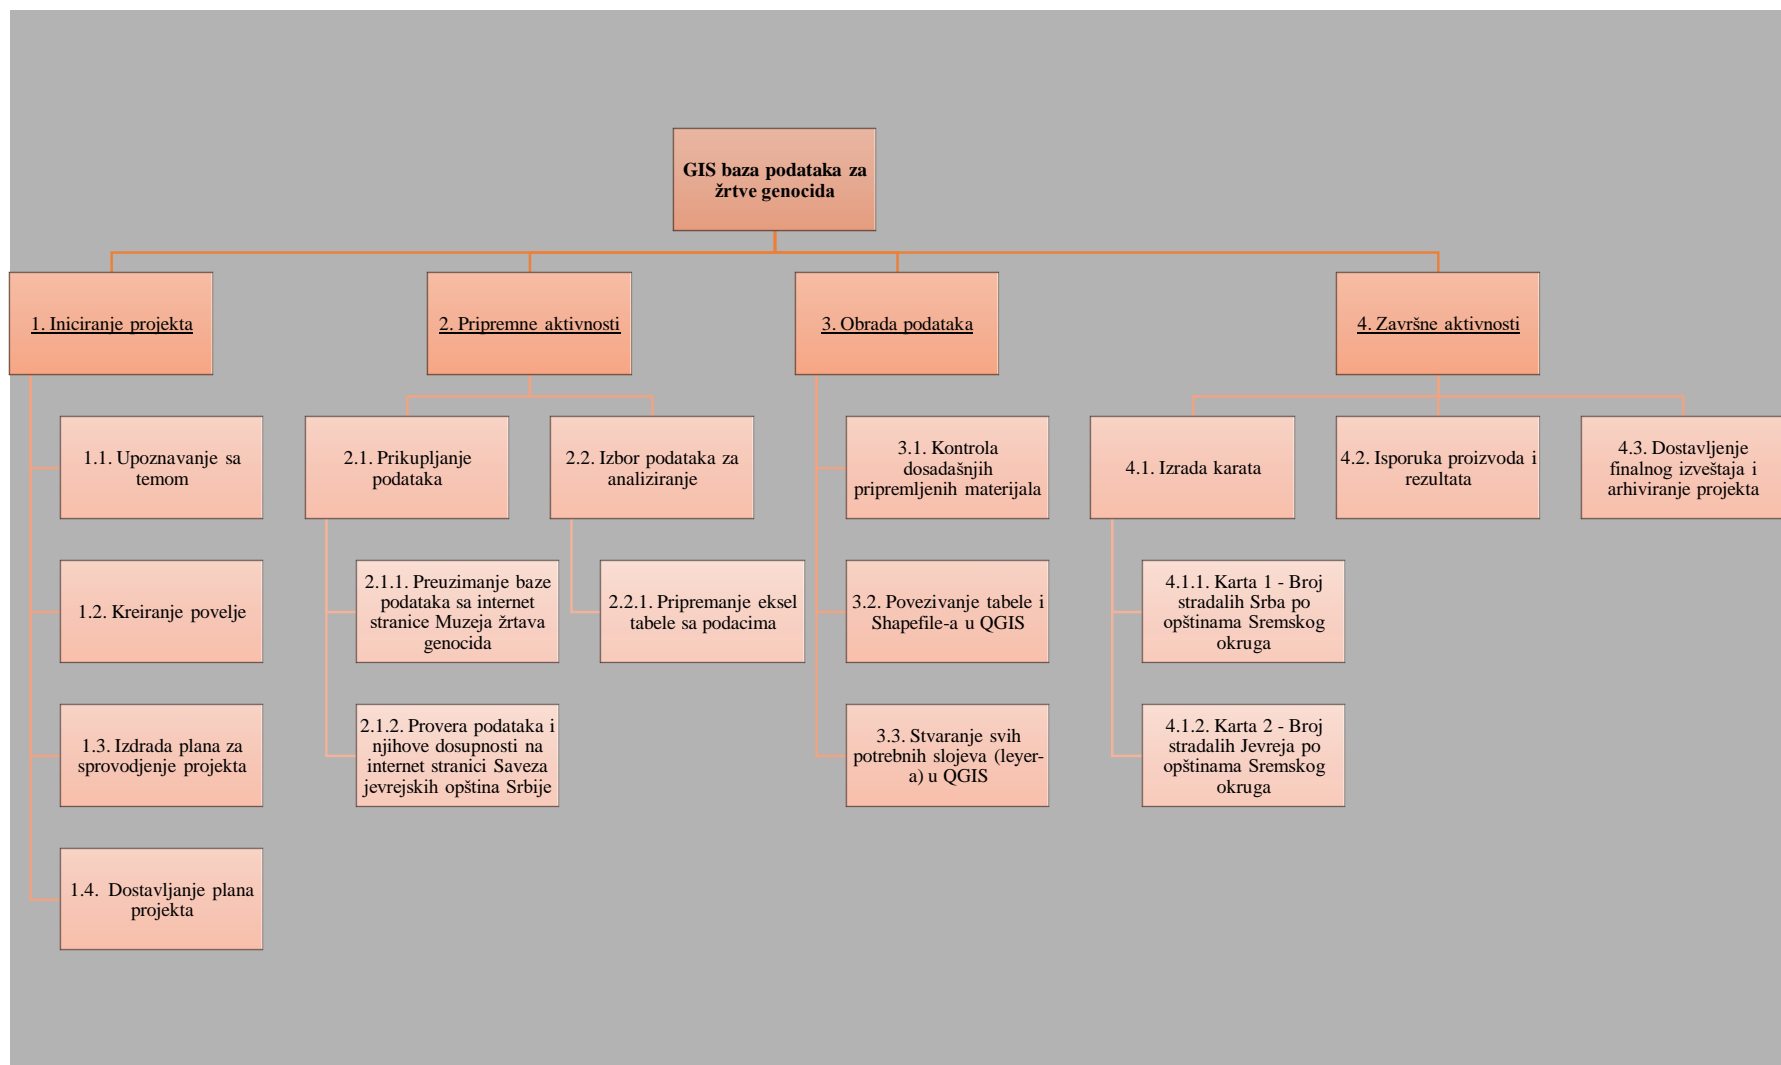 GIS baza podataka za
žrtve genocida
1. Iniciranje projekta
2. Pripremne aktivnosti
3. Obrada podataka
4. Završne aktivnosti
1.1. Upoznavanje sa
temom
2.1. Prikupljanje
podataka
2.2. Izbor podataka za
analiziranje
3.1. Kontrola
dosadašnjih
pripremljenih materijala
4.1. Izrada karata
4.2. Isporuka proizvoda i
rezultata
4.3. Dostavljenje
finalnog izveštaja i
arhiviranje projekta
1.2. Kreiranje povelje
2.1.1. Preuzimanje baze
podataka sa internet
stranice Muzeja žrtava
genocida
2.2.1. Pripremanje eksel
tabele sa podacima
3.2. Povezivanje tabele i
Shapefile-a u QGIS
4.1.1. Karta 1 - Broj
stradalih Srba po
opštinama Sremskog
okruga
1.3. Izdrada plana za
sprovodjenje projekta
2.1.2. Provera podataka i
njihove dosupnosti na
internet stranici Saveza
jevrejskih opština Srbije
3.3. Stvaranje svih
potrebnih slojeva (leyer-
a) u QGIS
4.1.2. Karta 2 - Broj
stradalih Jevreja po
opštinama Sremskog
okruga
1.4. Dostavljanje plana
projekta